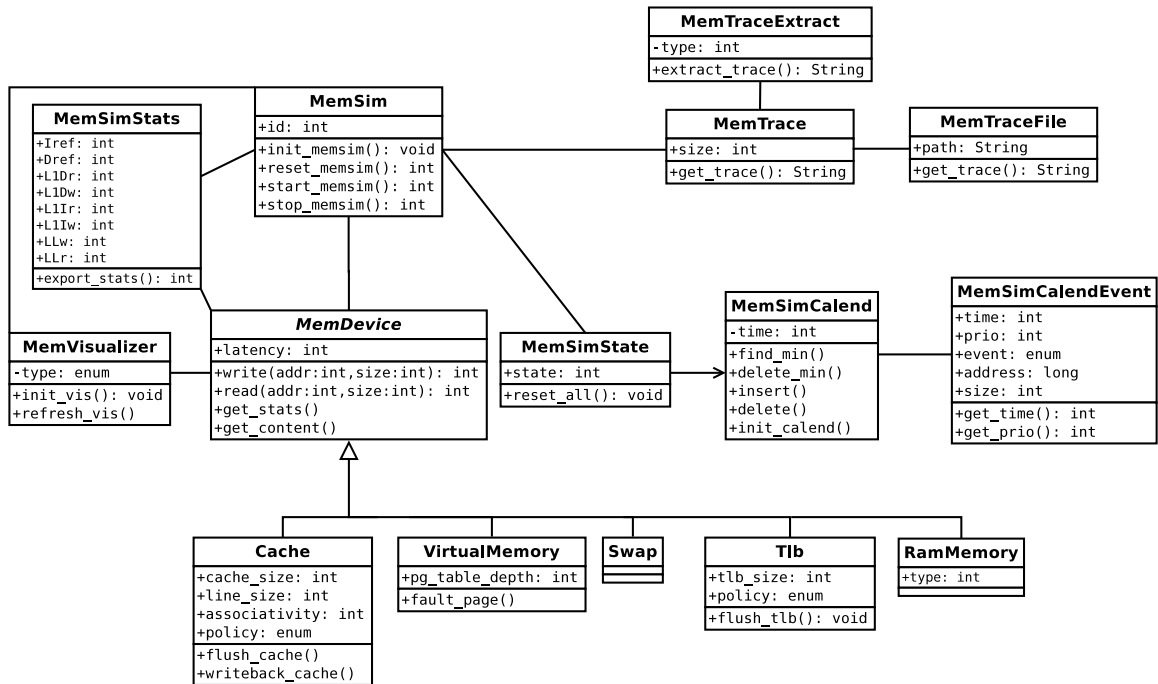 MemTraceExtract
-type: int
+extract_trace(): String
MemSim
+id: int
+init_memsim(): void
+reset_memsim(): int
+start_memsim(): int
+stop_memsim(): int
MemSimStats
+Iref: int
+Dref: int
+L1Dr: int
+L1Dw: int
+L1Ir: int
+L1Iw: int
+LLw: int
+LLr: int
+export_stats(): int
MemTrace
+size: int
+get_trace(): String
MemTraceFile
+path: String
+get_trace(): String
MemVisualizer
-type: enum
+init_vis(): void
+refresh_vis()
MemDevice
+latency: int
+write(addr:int,size:int): int
+read(addr:int,size:int): int
+get_stats()
+get_content()
MemSimState
+state: int
+reset_all(): void
MemSimCalend
-time: int
+find_min()
+delete_min()
+insert()
+delete()
+init_calend()
MemSimCalendEvent
+time: int
+prio: int
+event: enum
+address: long
+size: int
+get_time(): int
+get_prio(): int
Cache
+cache_size: int
+line_size: int
+associativity: int
+policy: enum
+flush_cache()
+writeback_cache()
VirtualMemory
+pg_table_depth: int
+fault_page()
Swap
Tlb
+tlb_size: int
+policy: enum
+flush_tlb(): void
RamMemory
+type: int